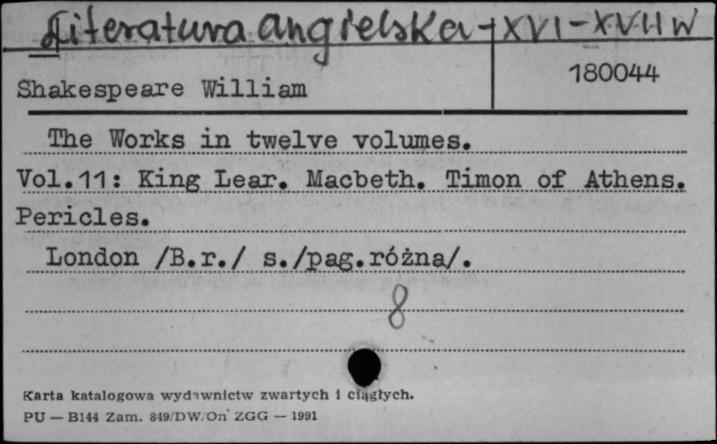 Literatura angielska - XVI-XVII w
180044
Shakespeare William
The Works in twelve volumes.
Vol.11: King Lear. Macbeth. Timon of Athens.
Pericles.
London /B.r./ s./pag.różna/.
8
Karta katalogowa wydawnictw zwartych i ciągłych.
PU — B144 Zam. 849/DW/On ZGG — 1991